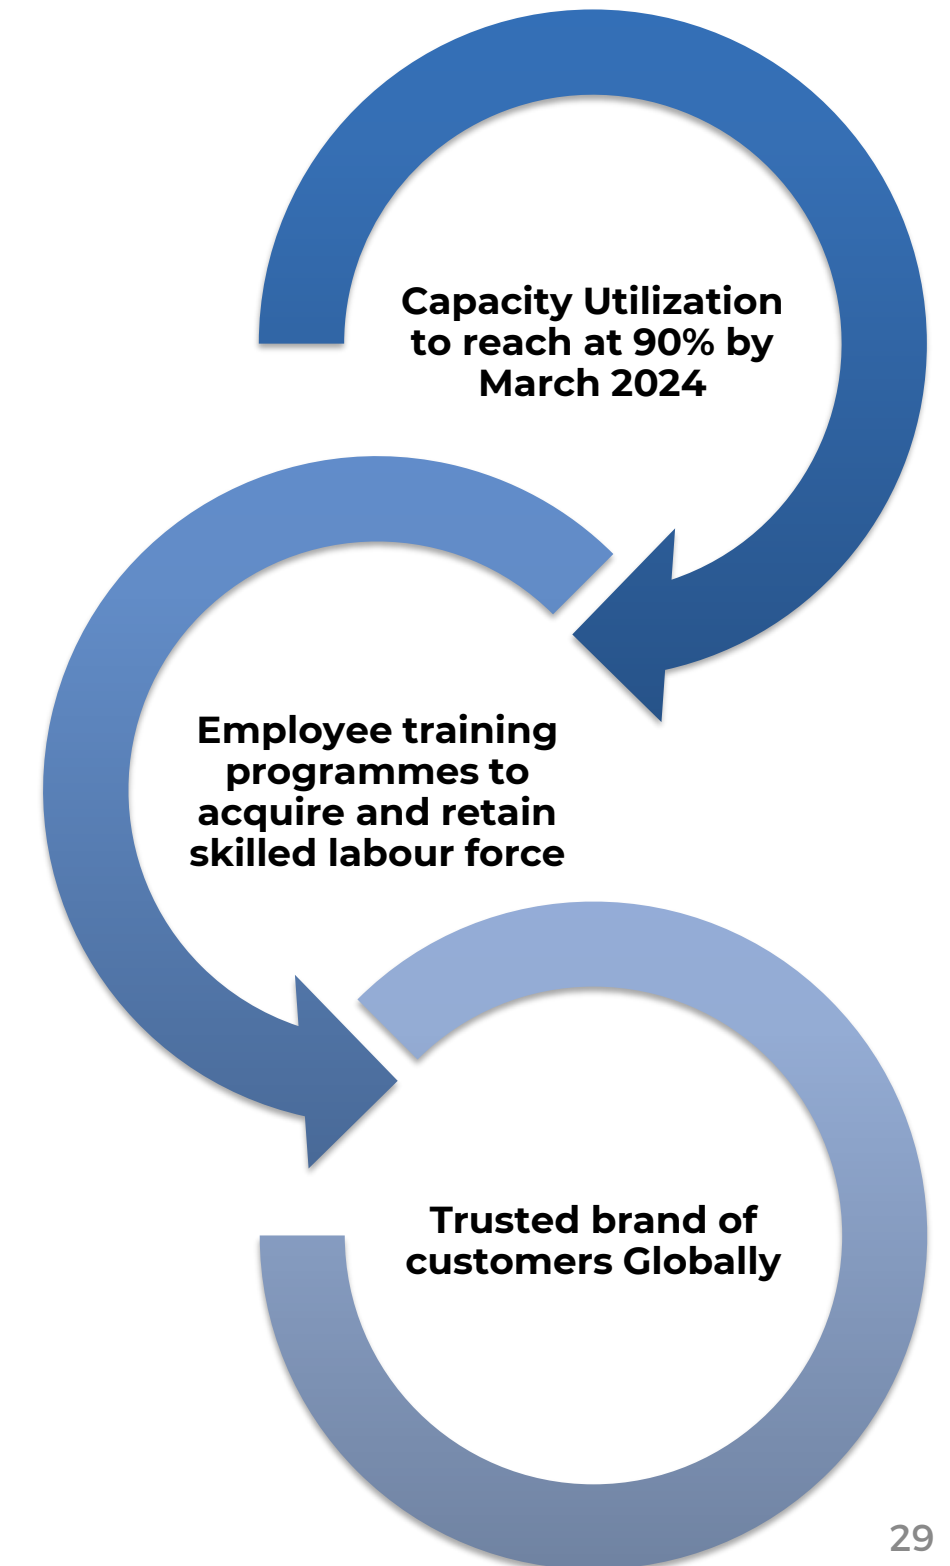 Capacity Utilization
to reach at 90% by
March 2024
Employee training
programmes to
acquire and retain
skilled labour force
Trusted brand of
customers Globally
29